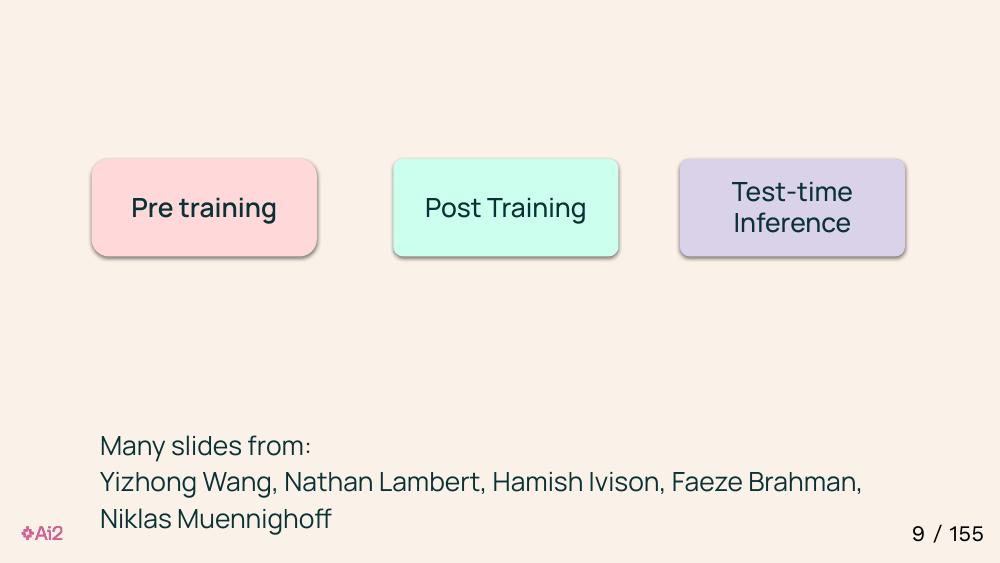 Pre training
Post Training
Test-time
Inference
Many slides from:
Yizhong Wang, Nathan Lambert, Hamish Ivison, Faeze Brahman,
Niklas Muennighoff
Ai2
9 / 155